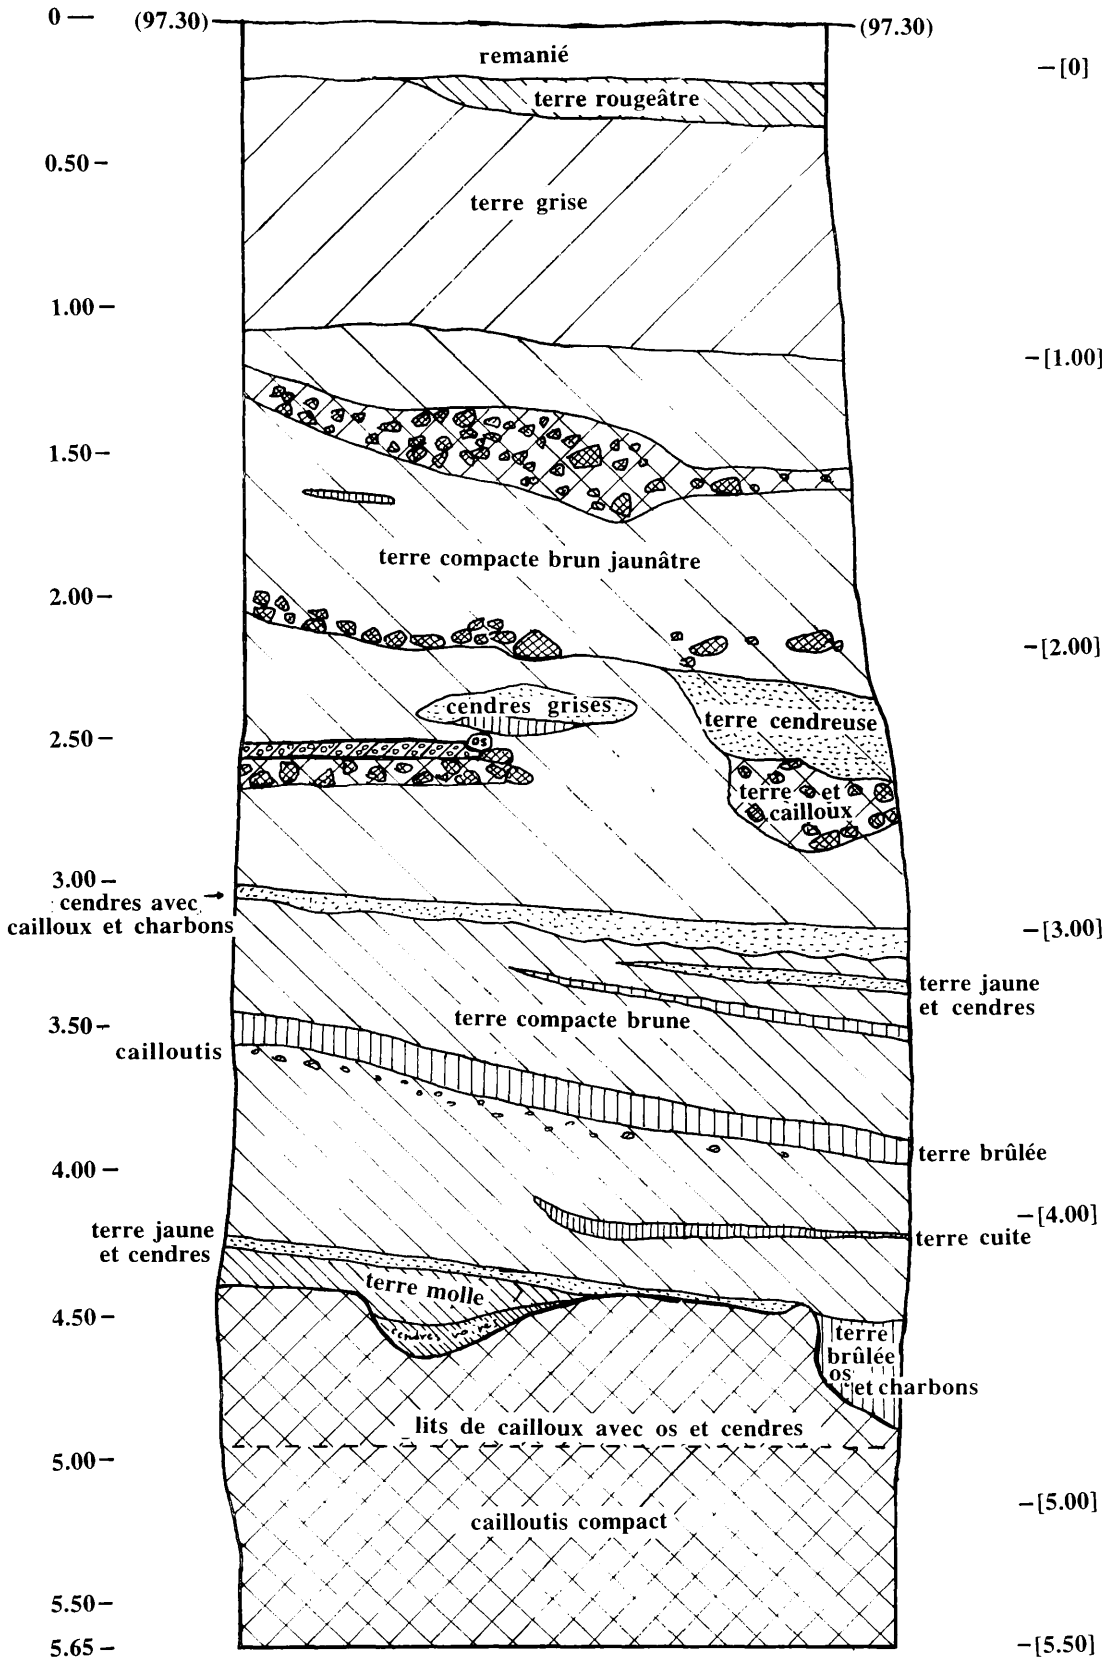 0 — (97.30) (97.30)
remanié
– [0]
terre rougeâtre
0.50 –
terre grise
1.00 –
– [1.00]
1.50 –
terre compacte brun jaunâtre
2.00 –
– [2.00]
cendres grises
terre cendreuse
2.50 –
os
terre et
cailloux
3.00 –
cendres avec
cailloux et charbons
– [3.00]
terre jaune
et cendres
3.50 –
terre compacte brune
cailloutis
terre brûlée
4.00 –
– [4.00]
terre jaune
et cendres
terre cuite
terre molle
4.50 –
cendres
terre
brûlée
os
et charbons
lits de cailloux avec os et cendres
5.00 –
– [5.00]
cailloutis compact
5.50 –
5.65 –
– [5.50]